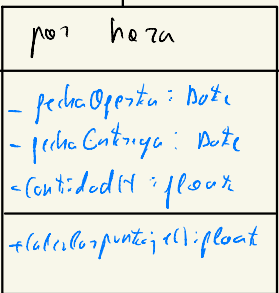 por hora
- fechaOferta : Date
- fechaEntrega : Date
- CantidadH : float
+ calcularpuntaje() : float